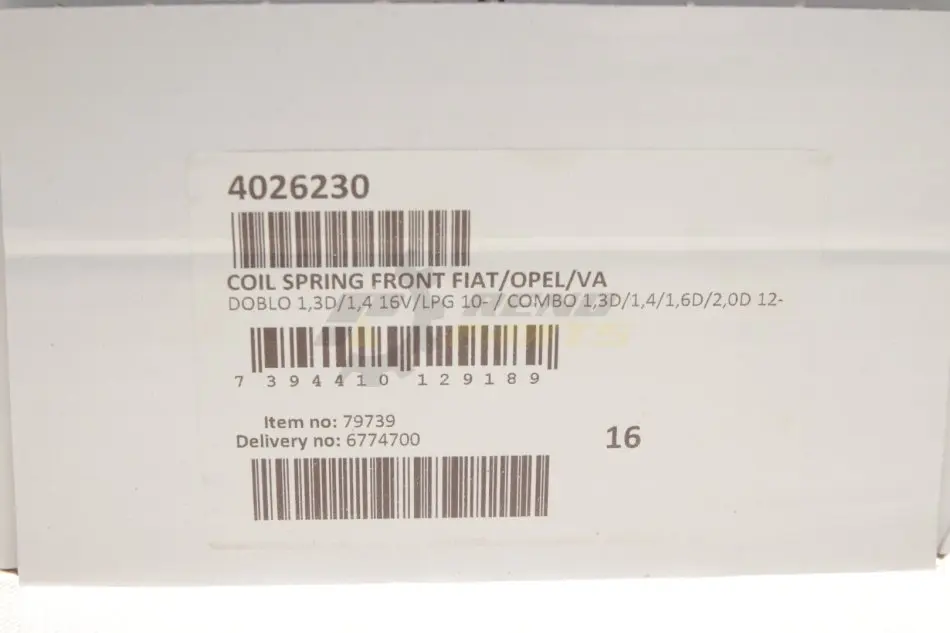 4026230
COIL SPRING FRONT FIAT/OPEL/VA
DOBLO 1,3D/1,4 16V/LPG 10- / COMBO 1,3D/1,4/1,6D/2,0D 12-
7 394410 129189
Item no: 79739
Delivery no: 6774700
16